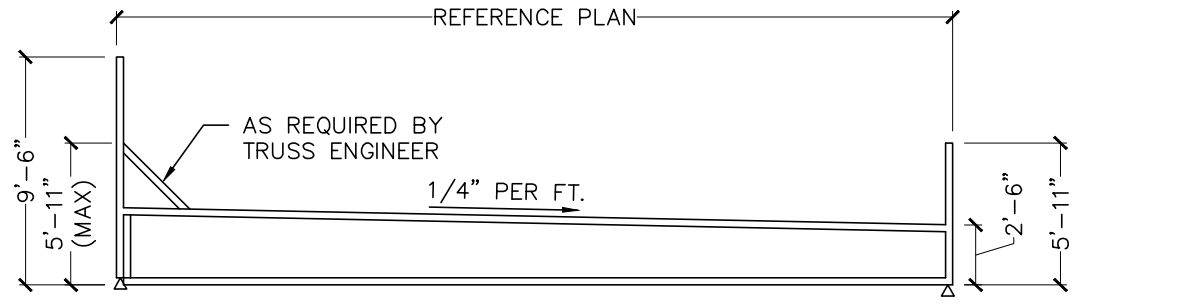 REFERENCE PLAN
AS REQUIRED BY
TRUSS ENGINEER
1/4” PER FT.
9’–6”
5’–11”
(MAX)
2’–6”
5’–11”